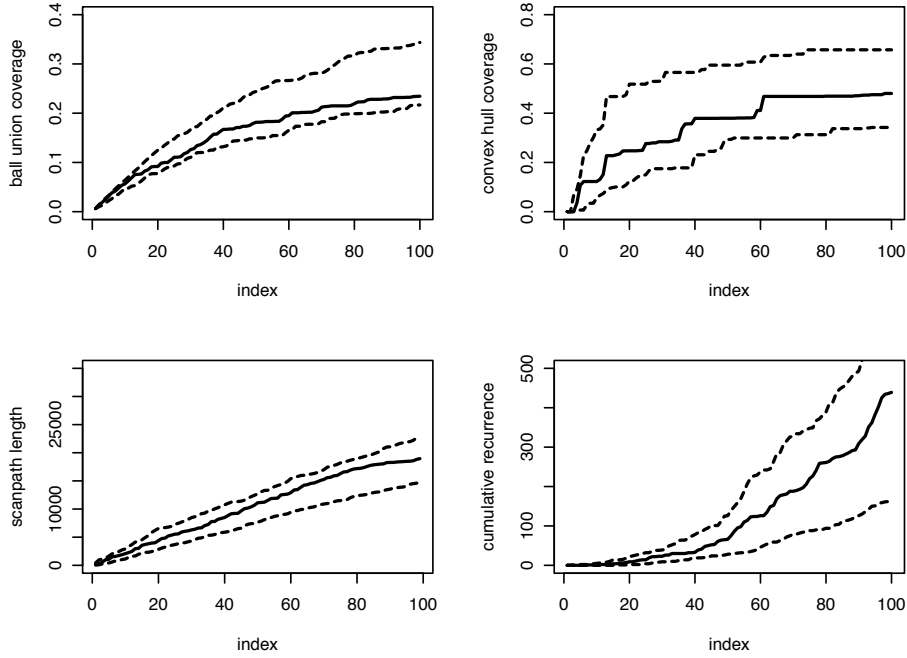 ball union coverage
0.0 0.1 0.2 0.3 0.4
0 20 40 60 80 100
index
convex hull coverage
0.0 0.2 0.4 0.6 0.8
0 20 40 60 80 100
index
scanpath length
0 10000 25000
0 20 40 60 80 100
index
cumulative recurrence
0 100 300 500
0 20 40 60 80 100
index